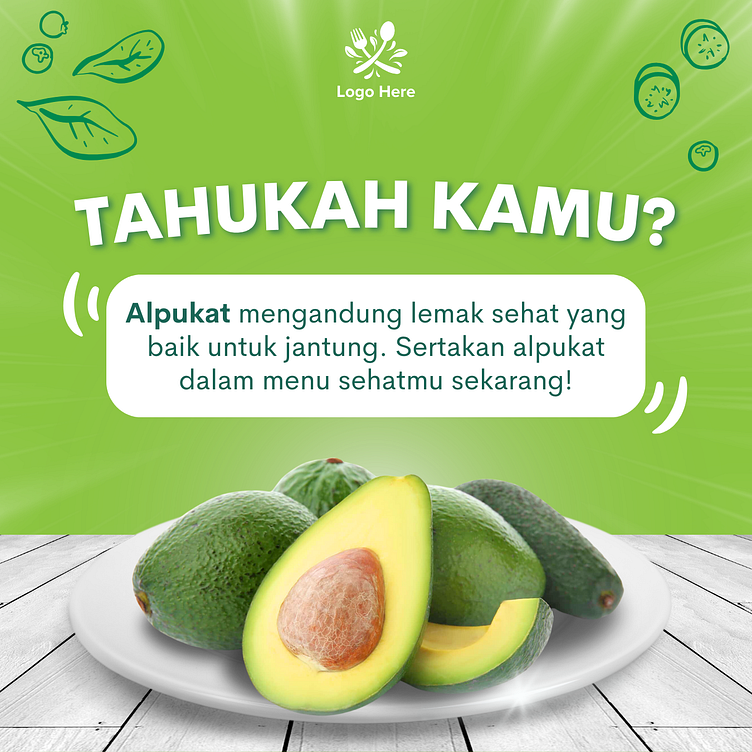 Logo Here
TAHUKAH KAMU?
Alpukat mengandung lemak sehat yang
baik untuk jantung. Sertakan alpukat
dalam menu sehatmu sekarang!